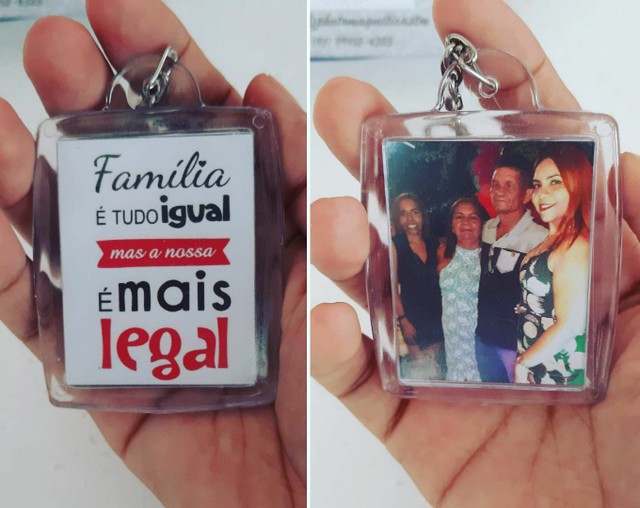 Família
É TUDO igual
mas a nossa
É mais
legal